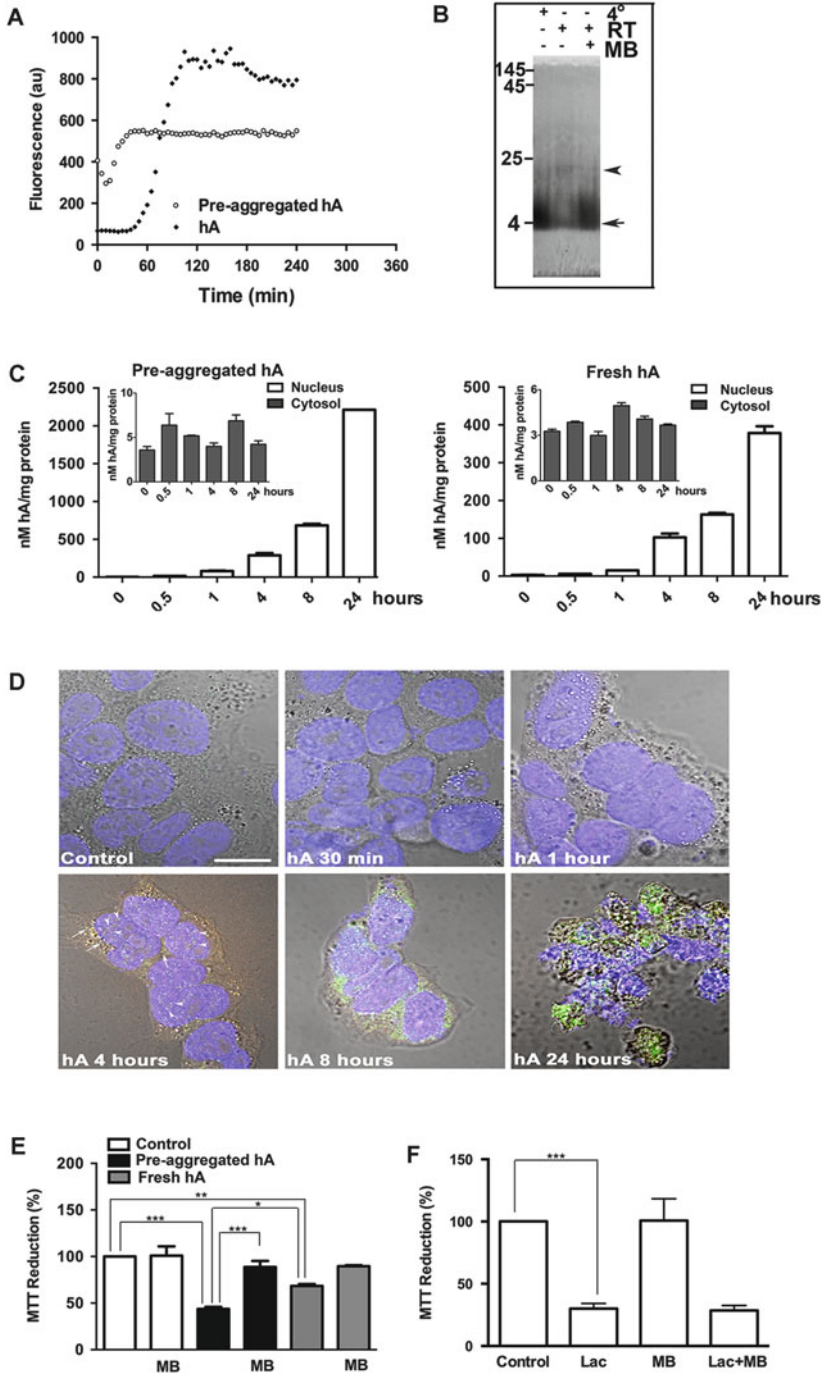 A
Fluorescence (au)
1000
800
600
400
200
0
0 60 120 180 240 300 360
Time (min)
Pre-aggregated hA
hA
B
+ - - 4°
- + + RT
- - + MB
145
45
25
4
C
Pre-aggregated hA
Nucleus
Cytosol
nM hA/mg protein
2500
2000
1500
1000
500
0
0 0.5 1 4 8 24 hours
nM hA/mg protein
10
5
0
0 0.5 1 4 8 24 hours
Fresh hA
Nucleus
Cytosol
nM hA/mg protein
500
400
300
200
100
0
0 0.5 1 4 8 24 hours
nM hA/mg protein
6
3
0
0 0.5 1 4 8 24 hours
D
Control
hA 30 min
hA 1 hour
hA 4 hours
hA 8 hours
hA 24 hours
E
Control
Pre-aggregated hA
Fresh hA
MTT Reduction (%)
200
150
100
50
0
**
*
***
***
MB MB MB
F
MTT Reduction (%)
150
100
50
0
***
Control Lac MB Lac+MB